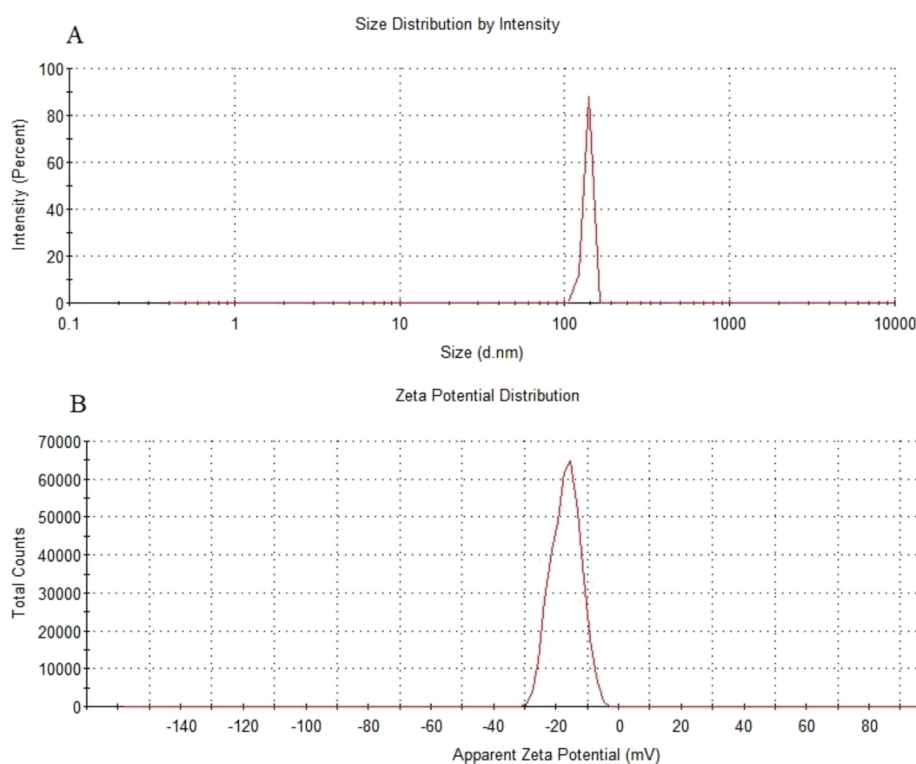 A
Size Distribution by Intensity
Intensity (Percent)
100
80
60
40
20
0
0.1 1 10 100 1000 10000
Size (d.nm)
B
Zeta Potential Distribution
Total Counts
70000
60000
50000
40000
30000
20000
10000
0
-140 -120 -100 -80 -60 -40 -20 0 20 40 60 80
Apparent Zeta Potential (mV)